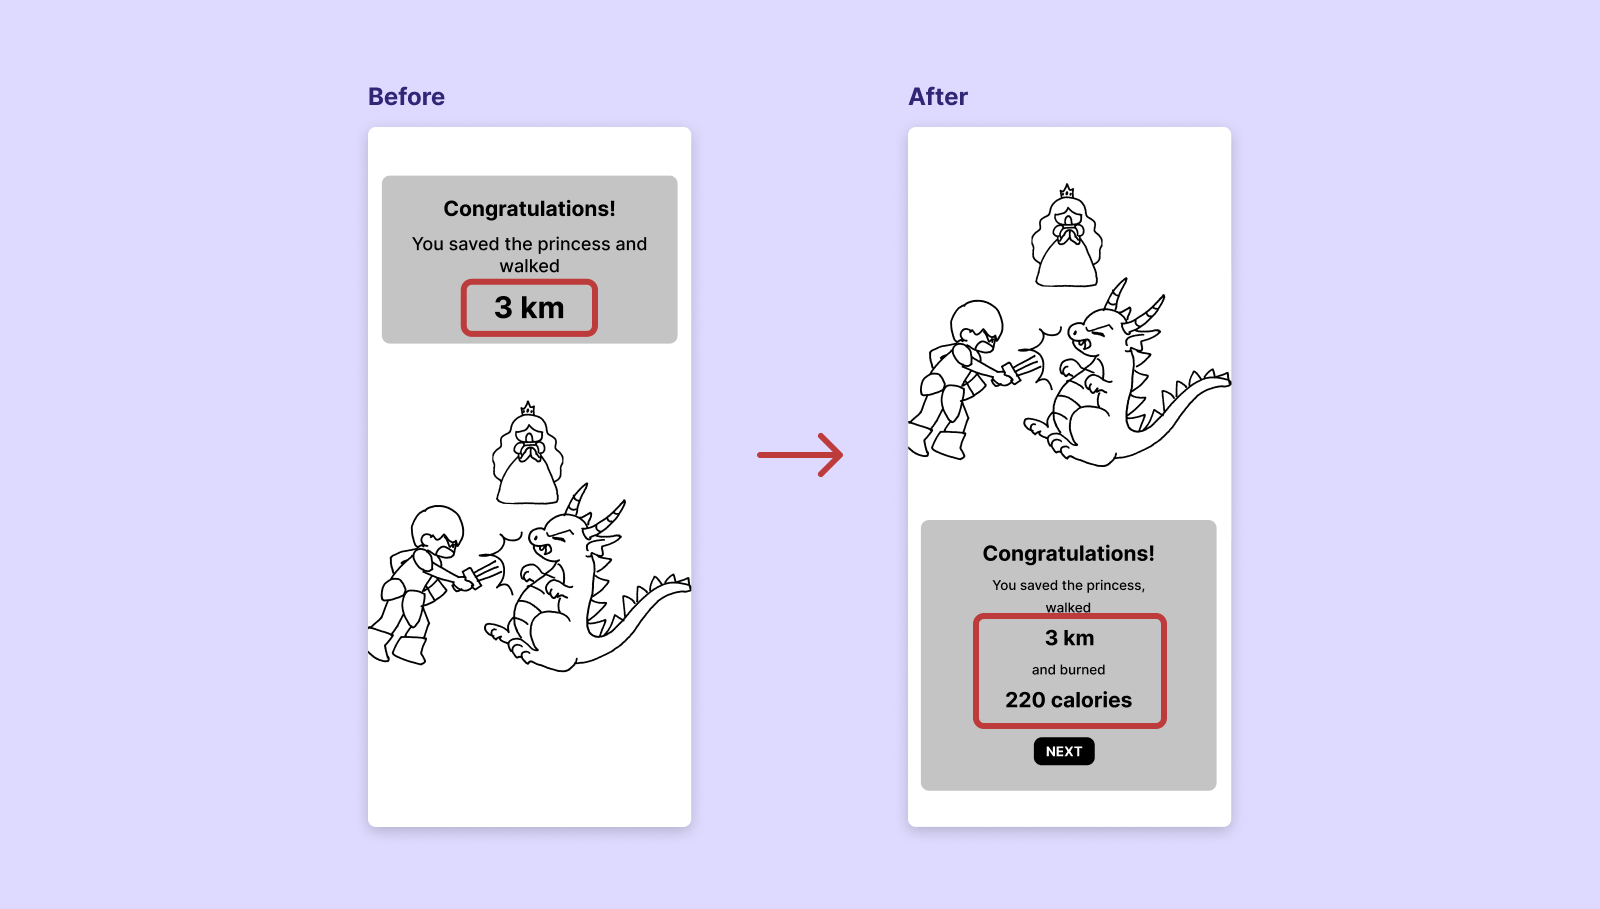 Before
Congratulations!
You saved the princess and
walked
3 km
After
Congratulations!
You saved the princess,
walked
3 km
and burned
220 calories
NEXT